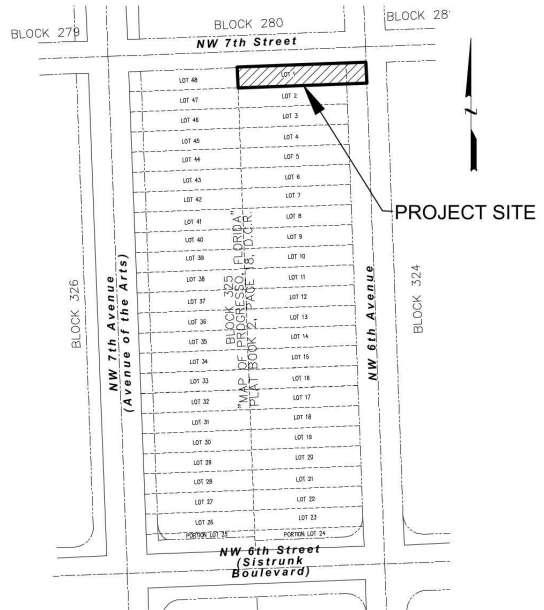 BLOCK 279
BLOCK 280
BLOCK 28
NW 7th Street
LOT 48
LOT 1
LOT 47
LOT 2
LOT 46
LOT 3
LOT 45
LOT 4
LOT 44
LOT 5
LOT 43
LOT 6
LOT 42
LOT 7
LOT 41
LOT 8
LOT 40
LOT 9
LOT 39
LOT 10
LOT 38
LOT 11
LOT 37
LOT 12
LOT 36
LOT 13
LOT 35
LOT 14
LOT 34
LOT 15
LOT 33
LOT 16
LOT 32
LOT 17
LOT 31
LOT 18
LOT 30
LOT 19
LOT 29
LOT 20
LOT 28
LOT 21
LOT 27
LOT 22
LOT 26
LOT 23
PORTION LOT 25
PORTION LOT 24
N
PROJECT SITE
BLOCK 326
NW 7th Avenue
(Avenue of the Arts)
BLOCK 325
"MAP OF PROGRESSO, FLORIDA"
PLAT BOOK 2, PAGE 18, D.C.R.
NW 6th Avenue
BLOCK 324
NW 6th Street
(Sistrunk
Boulevard)